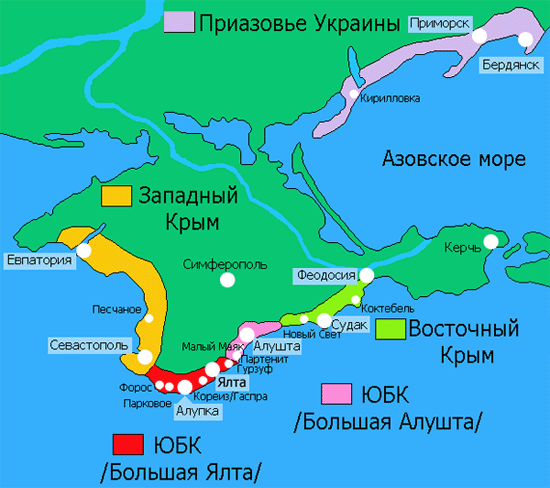 Приазовье Украины
Приморск
Бердянск
Кирилловка
Азовское море
Западный
Крым
Евпатория
Симферополь
Керчь
Феодосия
Песчаное
Коктебель
Новый Свет
Судак
Восточный
Крым
Севастополь
Малый Маяк
Алушта
Партенит
Гурзуф
Ялта
Форос
Кореиз/Гаспра
Парковое
Алупка
ЮБК
/Большая Алушта/
ЮБК
/Большая Ялта/